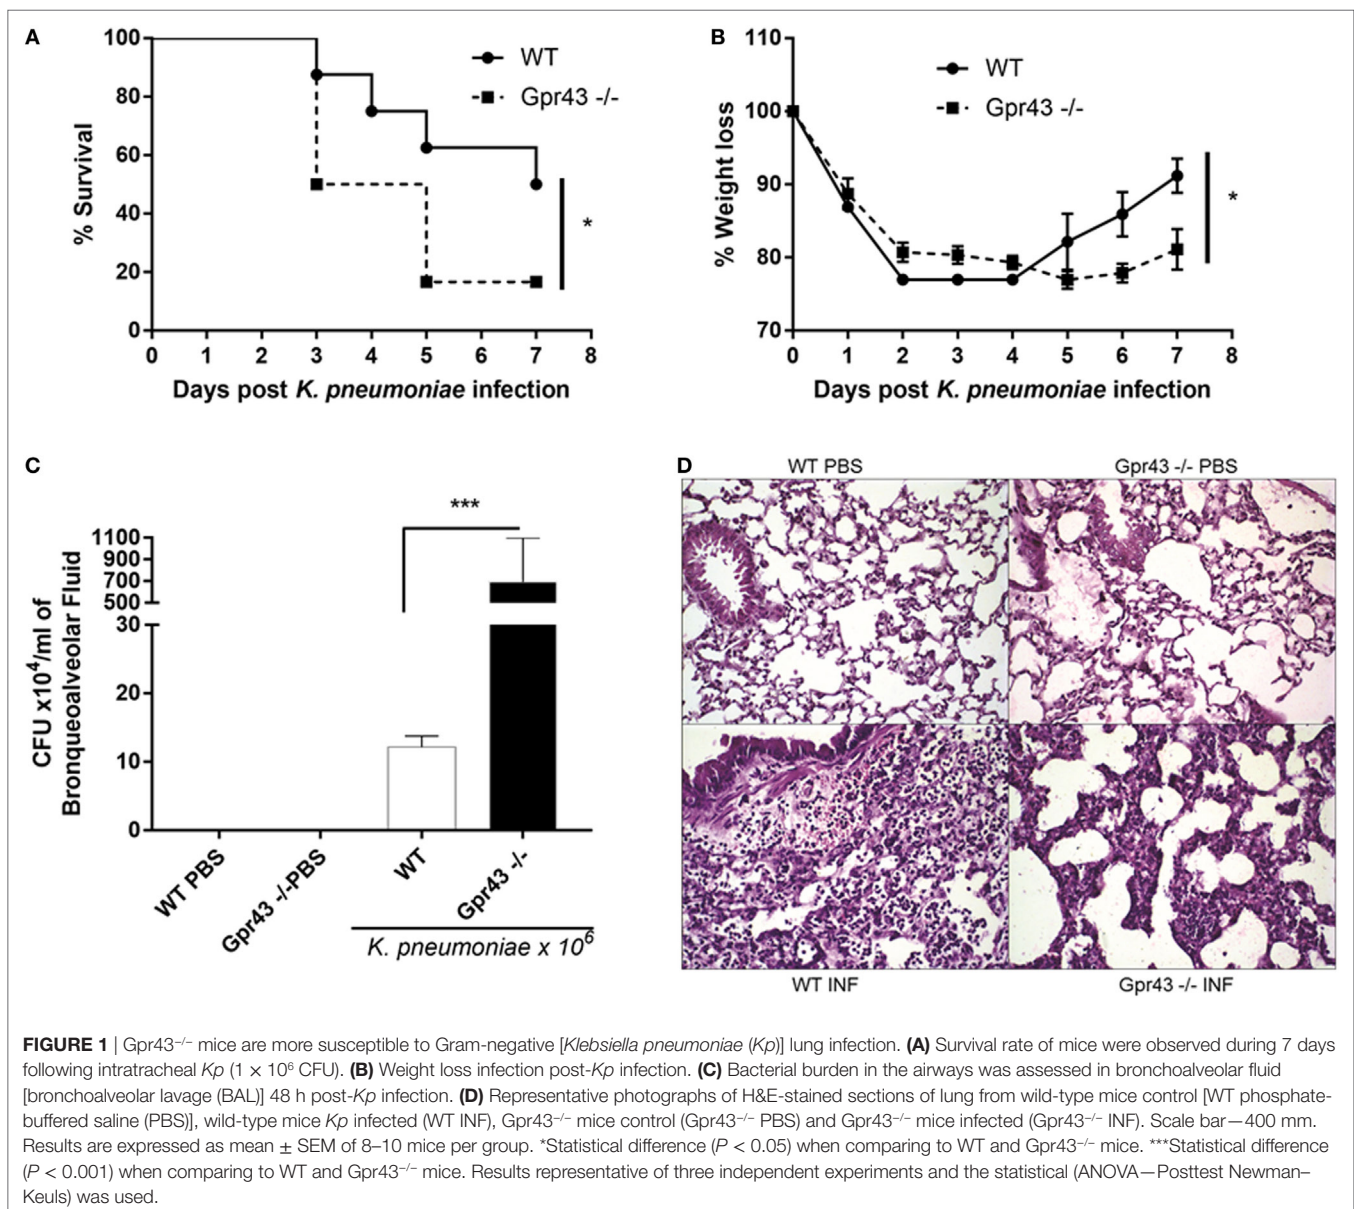 A
100
80
60
40
20
0
% Survival
WT
Gpr43 -/-
*
0 1 2 3 4 5 6 7 8
Days post K. pneumoniae infection
B
110
100
90
80
70
% Weight loss
WT
Gpr43 -/-
*
0 1 2 3 4 5 6 7 8
Days post K. pneumoniae infection
C
***
1100
900
700
500
30
20
10
0
CFU x10⁴/ml of
Bronqueoalveolar Fluid
WT PBS
Gpr43 -/-PBS
WT
Gpr43 -/-
K. pneumoniae x 10⁶
D
WT PBS
Gpr43 -/- PBS
WT INF
Gpr43 -/- INF
FIGURE 1 | Gpr43⁻/⁻ mice are more susceptible to Gram-negative [Klebsiella pneumoniae (Kp)] lung infection. (A) Survival rate of mice were observed during 7 days
following intratracheal Kp (1 × 10⁶ CFU). (B) Weight loss infection post-Kp infection. (C) Bacterial burden in the airways was assessed in bronchoalveolar fluid
[bronchoalveolar lavage (BAL)] 48 h post-Kp infection. (D) Representative photographs of H&E-stained sections of lung from wild-type mice control [WT phosphate-
buffered saline (PBS)], wild-type mice Kp infected (WT INF), Gpr43⁻/⁻ mice control (Gpr43⁻/⁻ PBS) and Gpr43⁻/⁻ mice infected (Gpr43⁻/⁻ INF). Scale bar—400 mm.
Results are expressed as mean ± SEM of 8–10 mice per group. *Statistical difference (P < 0.05) when comparing to WT and Gpr43⁻/⁻ mice. ***Statistical difference
(P < 0.001) when comparing to WT and Gpr43⁻/⁻ mice. Results representative of three independent experiments and the statistical (ANOVA—Posttest Newman–
Keuls) was used.